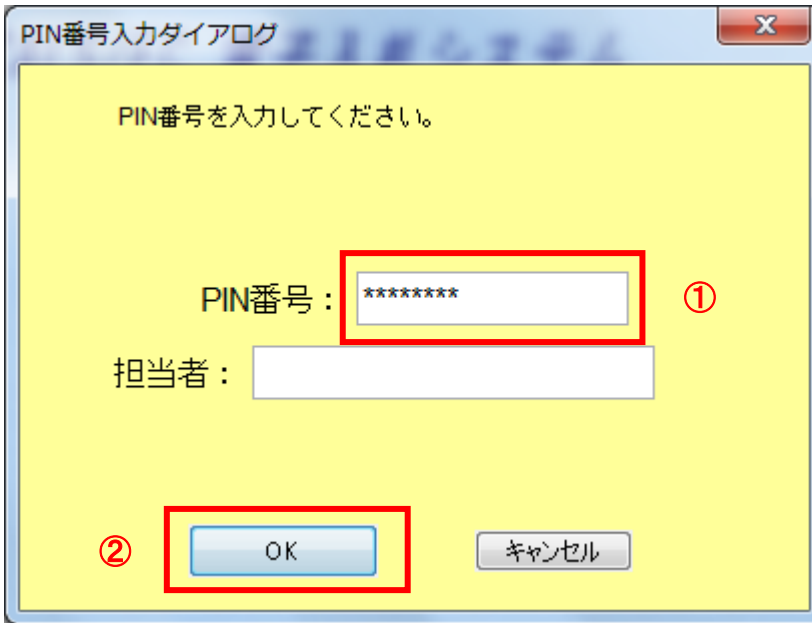 PIN番号入力ダイアログ
PIN番号を入力してください。
PIN番号： ******** ①
担当者：
② OK キャンセル